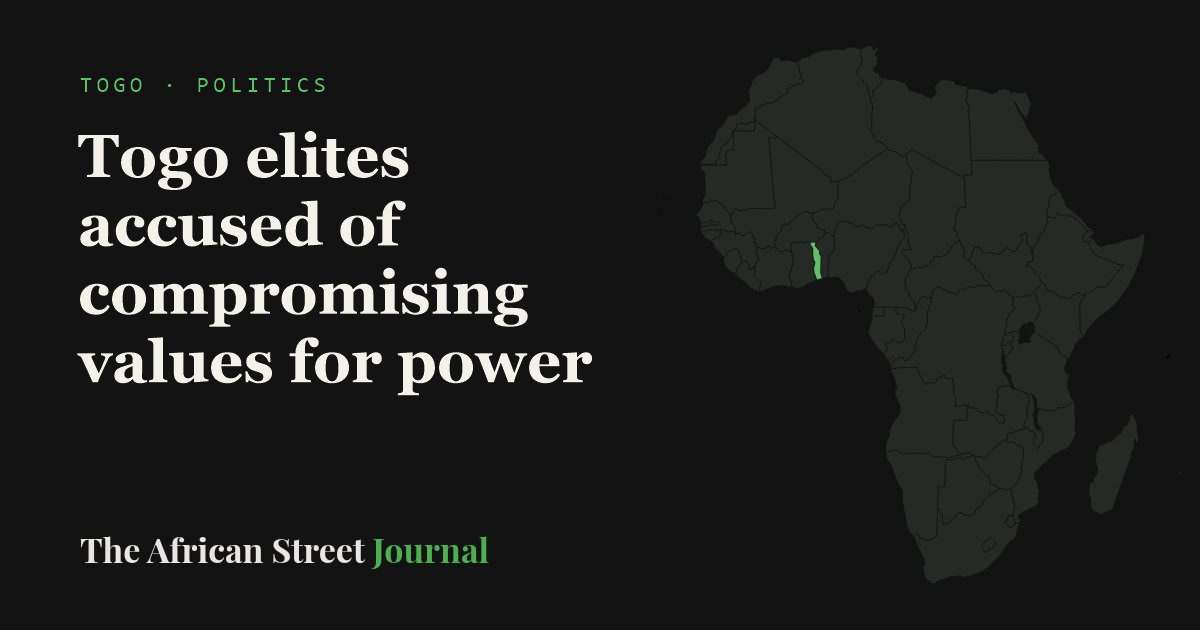 TOGO · POLITICS
Togo elites
accused of
compromising
values for power
The African Street Journal